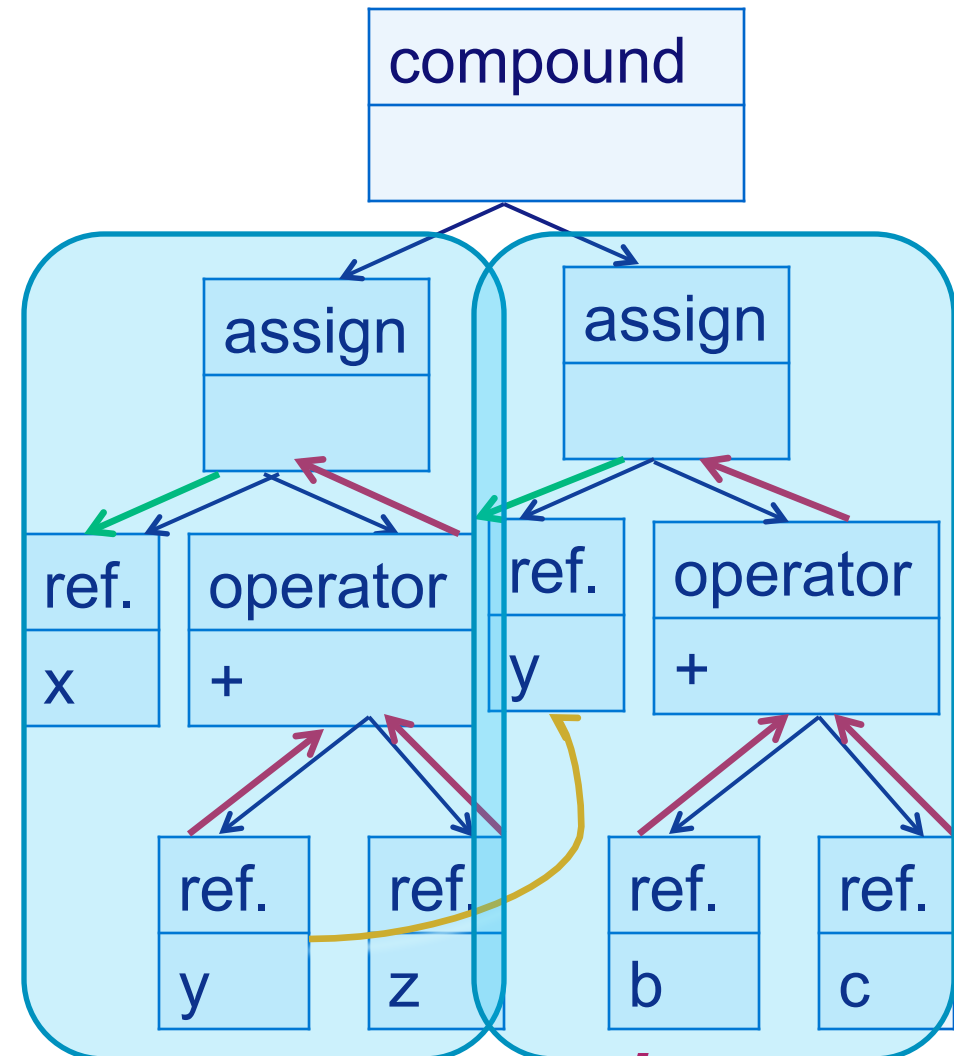 compound
assign
assign
ref.
x
operator
+
ref.
y
operator
+
ref.
y
ref.
z
ref.
b
ref.
c